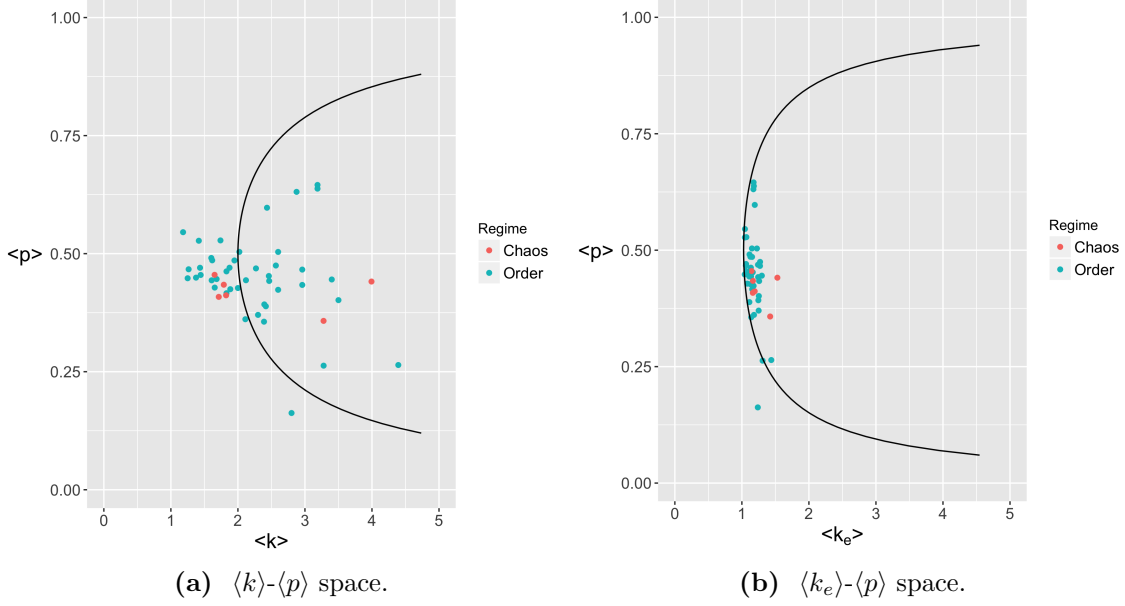 1.00
0.75
<p> 0.50
0.25
0.00
0 1 2 3 4 5
<k>
Regime
Chaos
Order
(a) ⟨k⟩-⟨p⟩ space.
1.00
0.75
<p> 0.50
0.25
0.00
0 1 2 3 4 5
<kₑ>
Regime
Chaos
Order
(b) ⟨kₑ⟩-⟨p⟩ space.